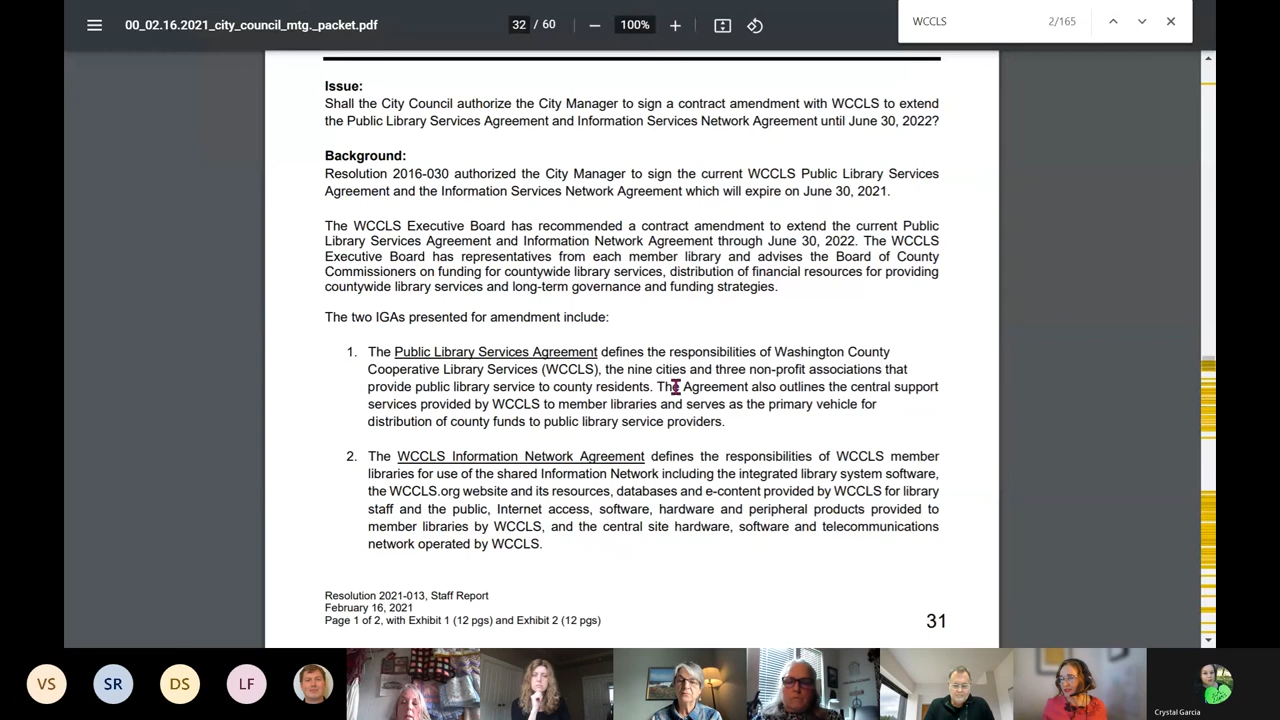 00_02.16.2021_city_council_mtg._packet.pdf
32 / 60
100%
WCCLS
2/165
Issue:
Shall the City Council authorize the City Manager to sign a contract amendment with WCCLS to extend
the Public Library Services Agreement and Information Services Network Agreement until June 30, 2022?
Background:
Resolution 2016-030 authorized the City Manager to sign the current WCCLS Public Library Services
Agreement and the Information Services Network Agreement which will expire on June 30, 2021.
The WCCLS Executive Board has recommended a contract amendment to extend the current Public
Library Services Agreement and Information Network Agreement through June 30, 2022. The WCCLS
Executive Board has representatives from each member library and advises the Board of County
Commissioners on funding for countywide library services, distribution of financial resources for providing
countywide library services and long-term governance and funding strategies.
The two IGAs presented for amendment include:
1. The Public Library Services Agreement defines the responsibilities of Washington County
Cooperative Library Services (WCCLS), the nine cities and three non-profit associations that
provide public library service to county residents. The Agreement also outlines the central support
services provided by WCCLS to member libraries and serves as the primary vehicle for
distribution of county funds to public library service providers.
2. The WCCLS Information Network Agreement defines the responsibilities of WCCLS member
libraries for use of the shared Information Network including the integrated library system software,
the WCCLS.org website and its resources, databases and e-content provided by WCCLS for library
staff and the public, Internet access, software, hardware and peripheral products provided to
member libraries by WCCLS, and the central site hardware, software and telecommunications
network operated by WCCLS.
Resolution 2021-013, Staff Report
February 16, 2021
Page 1 of 2, with Exhibit 1 (12 pgs) and Exhibit 2 (12 pgs)
31
VS
SR
DS
LF
Crystal Garcia